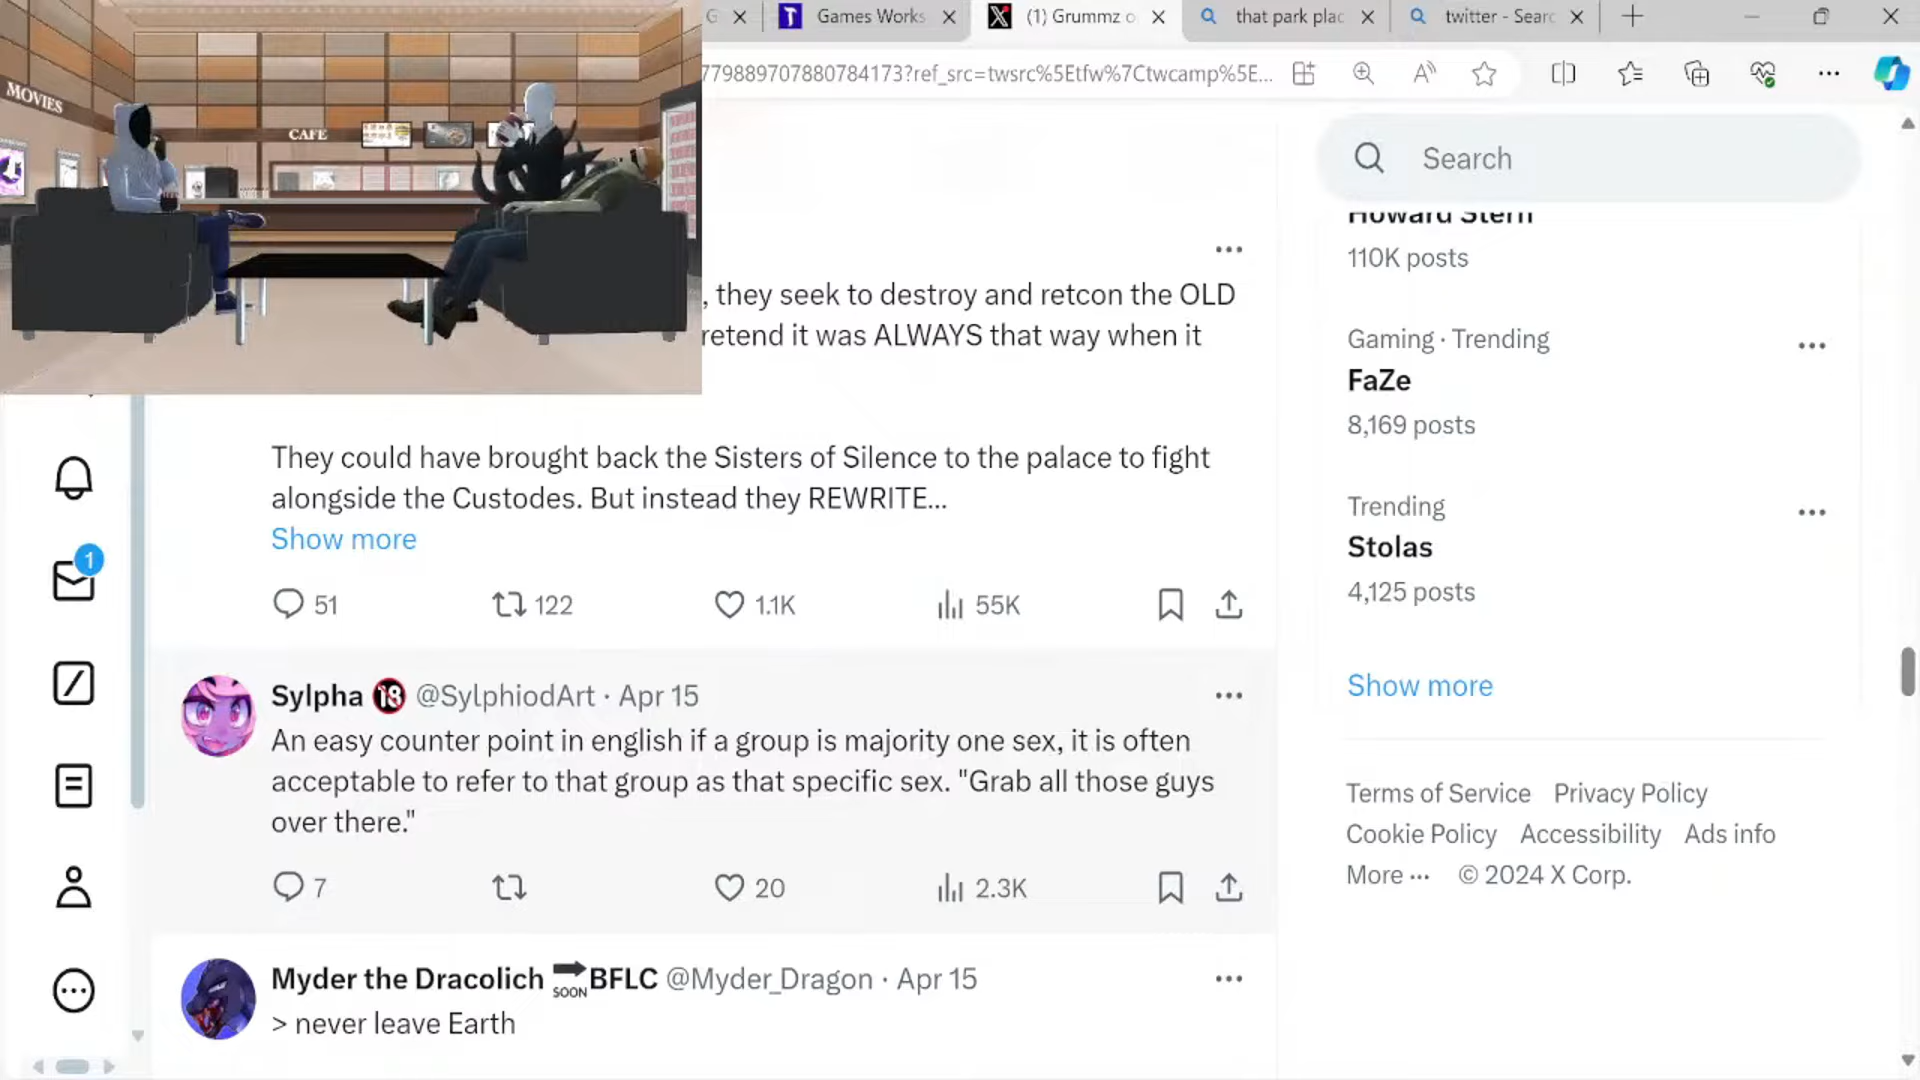 G
Games Works
(1) Grummz o
that park plac
twitter - Searc
7798897078807841​73?ref_src=twsrc%5Etfw%7Ctwcamp%5E...
MOVIES
CAFE
Search
, they seek to destroy and retcon the OLD
retend it was ALWAYS that way when it
They could have brought back the Sisters of Silence to the palace to fight
alongside the Custodes. But instead they REWRITE...
Show more
51 122 1.1K 55K
1
Sylpha 18 @SylphiodArt · Apr 15
An easy counter point in english if a group is majority one sex, it is often
acceptable to refer to that group as that specific sex. "Grab all those guys
over there."
7 20 2.3K
Myder the Dracolich SOON BFLC @Myder_Dragon · Apr 15
> never leave Earth
Howard Stern
110K posts
Gaming · Trending
FaZe
8,169 posts
Trending
Stolas
4,125 posts
Show more
Terms of Service Privacy Policy
Cookie Policy Accessibility Ads info
More ··· © 2024 X Corp.